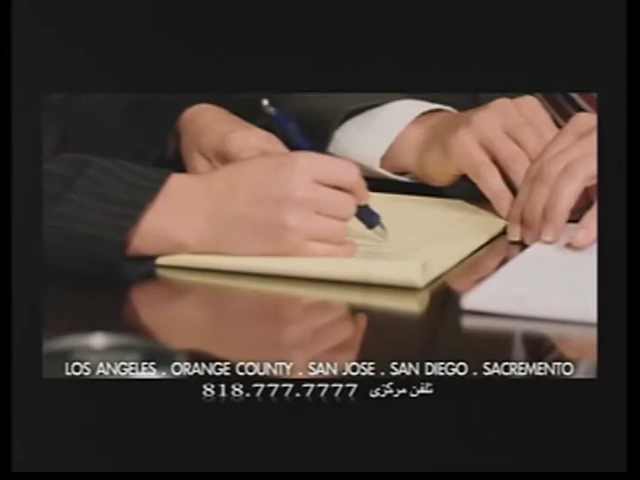 LOS ANGELES . ORANGE COUNTY . SAN JOSE . SAN DIEGO . SACREMENTO
818.777.7777 تلفن مرکزی